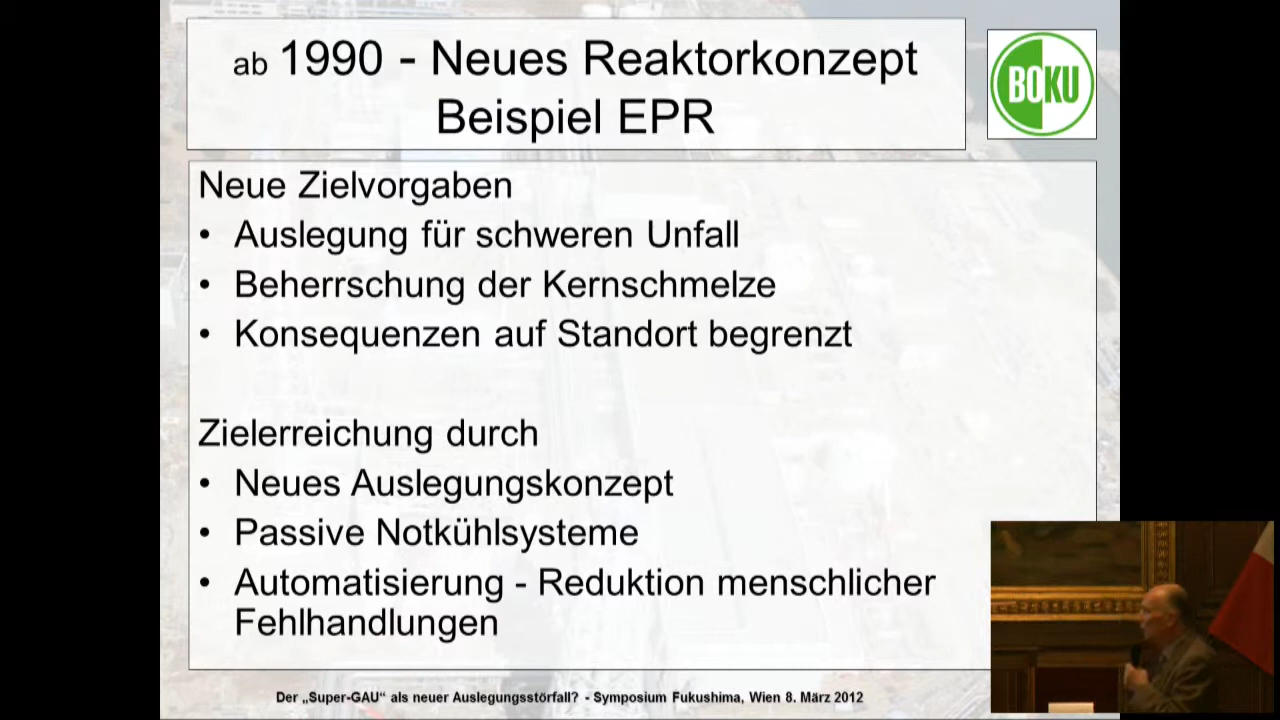 ab 1990 - Neues Reaktorkonzept
Beispiel EPR
BOKU
Neue Zielvorgaben
• Auslegung für schweren Unfall
• Beherrschung der Kernschmelze
• Konsequenzen auf Standort begrenzt
Zielerreichung durch
• Neues Auslegungskonzept
• Passive Notkühlsysteme
• Automatisierung - Reduktion menschlicher
Fehlhandlungen
Der „Super-GAU“ als neuer Auslegungsstörfall? - Symposium Fukushima, Wien 8. März 2012